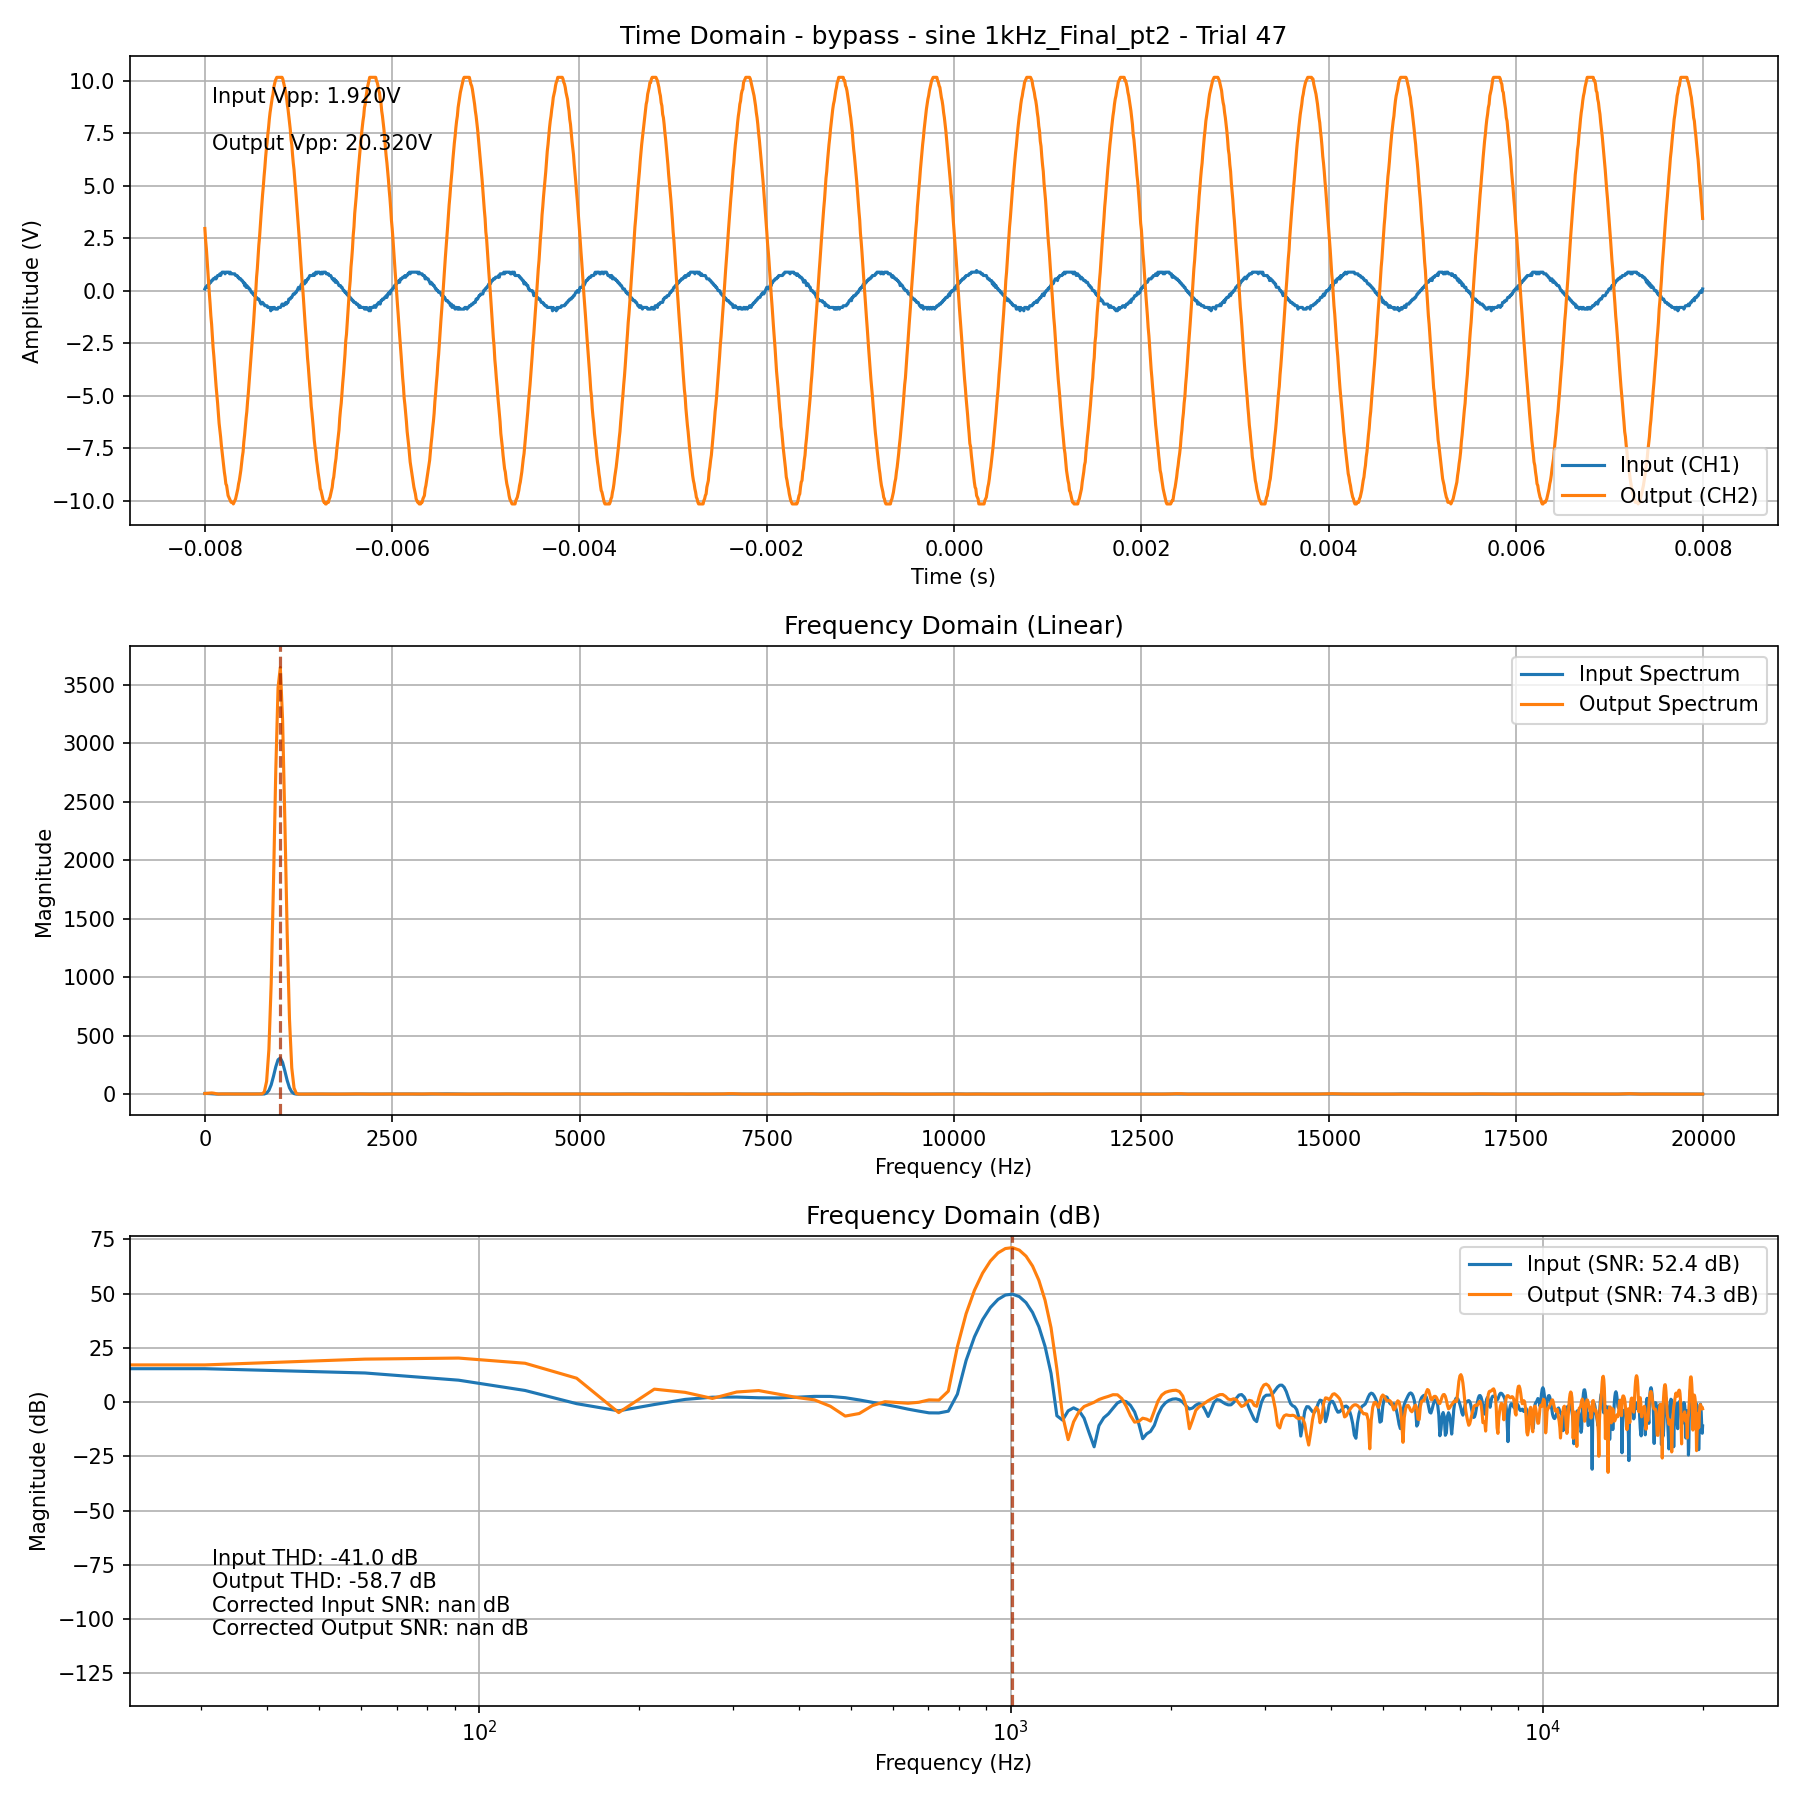 Time Domain - bypass - sine 1kHz_Final_pt2 - Trial 47
Amplitude (V)
10.0
7.5
5.0
2.5
0.0
−2.5
−5.0
−7.5
−10.0
Input Vpp: 1.920V
Output Vpp: 20.320V
Input (CH1)
Output (CH2)
−0.008
−0.006
−0.004
−0.002
0.000
0.002
0.004
0.006
0.008
Time (s)
Frequency Domain (Linear)
Magnitude
3500
3000
2500
2000
1500
1000
500
0
Input Spectrum
Output Spectrum
0
2500
5000
7500
10000
12500
15000
17500
20000
Frequency (Hz)
Frequency Domain (dB)
Magnitude (dB)
75
50
25
0
−25
−50
−75
−100
−125
Input (SNR: 52.4 dB)
Output (SNR: 74.3 dB)
Input THD: -41.0 dB
Output THD: -58.7 dB
Corrected Input SNR: nan dB
Corrected Output SNR: nan dB
10²
10³
10⁴
Frequency (Hz)